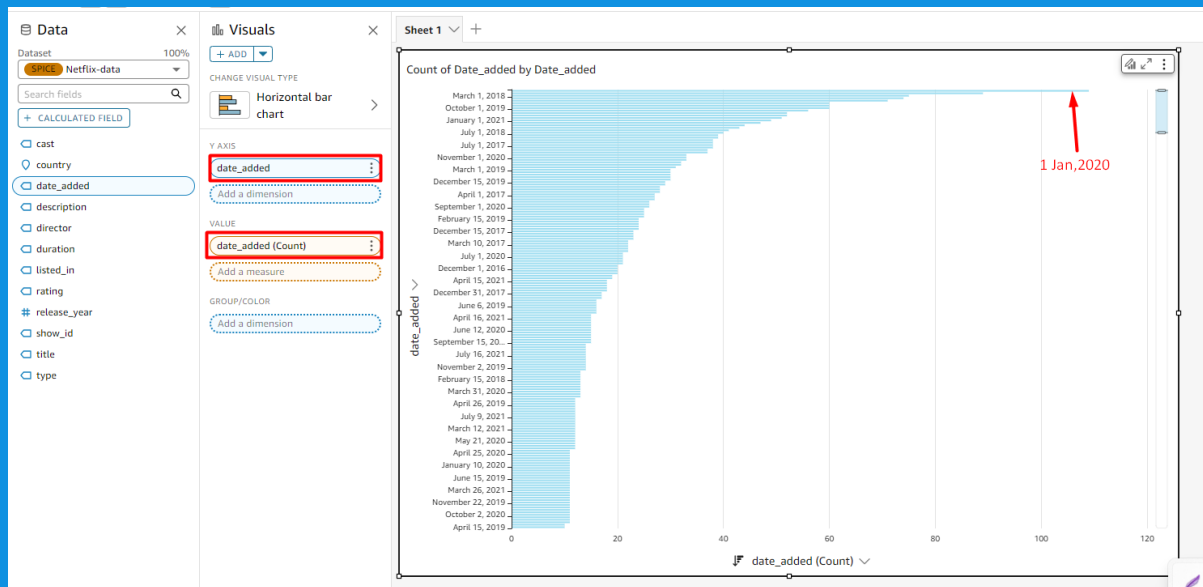 Data
Dataset
100%
SPICE Netflix-data
Search fields
+ CALCULATED FIELD
cast
country
date_added
description
director
duration
listed_in
rating
# release_year
show_id
title
type
Visuals
+ ADD
CHANGE VISUAL TYPE
Horizontal bar
chart
Y AXIS
date_added
Add a dimension
VALUE
date_added (Count)
Add a measure
GROUP/COLOR
Add a dimension
Sheet 1
Count of Date_added by Date_added
March 1, 2018
October 1, 2019
January 1, 2021
July 1, 2018
July 1, 2017
November 1, 2020
March 1, 2019
December 15, 2019
April 1, 2017
September 1, 2020
February 15, 2019
December 15, 2017
March 10, 2017
July 1, 2020
December 1, 2016
April 15, 2021
December 31, 2017
June 6, 2019
April 16, 2021
June 12, 2020
September 15, 20...
July 16, 2021
November 2, 2019
February 15, 2018
March 31, 2020
April 26, 2019
July 9, 2021
March 12, 2021
May 21, 2020
April 25, 2020
January 10, 2020
June 15, 2019
March 26, 2021
November 22, 2019
October 2, 2020
April 15, 2019
date_added
1 Jan,2020
0 20 40 60 80 100 120
date_added (Count)